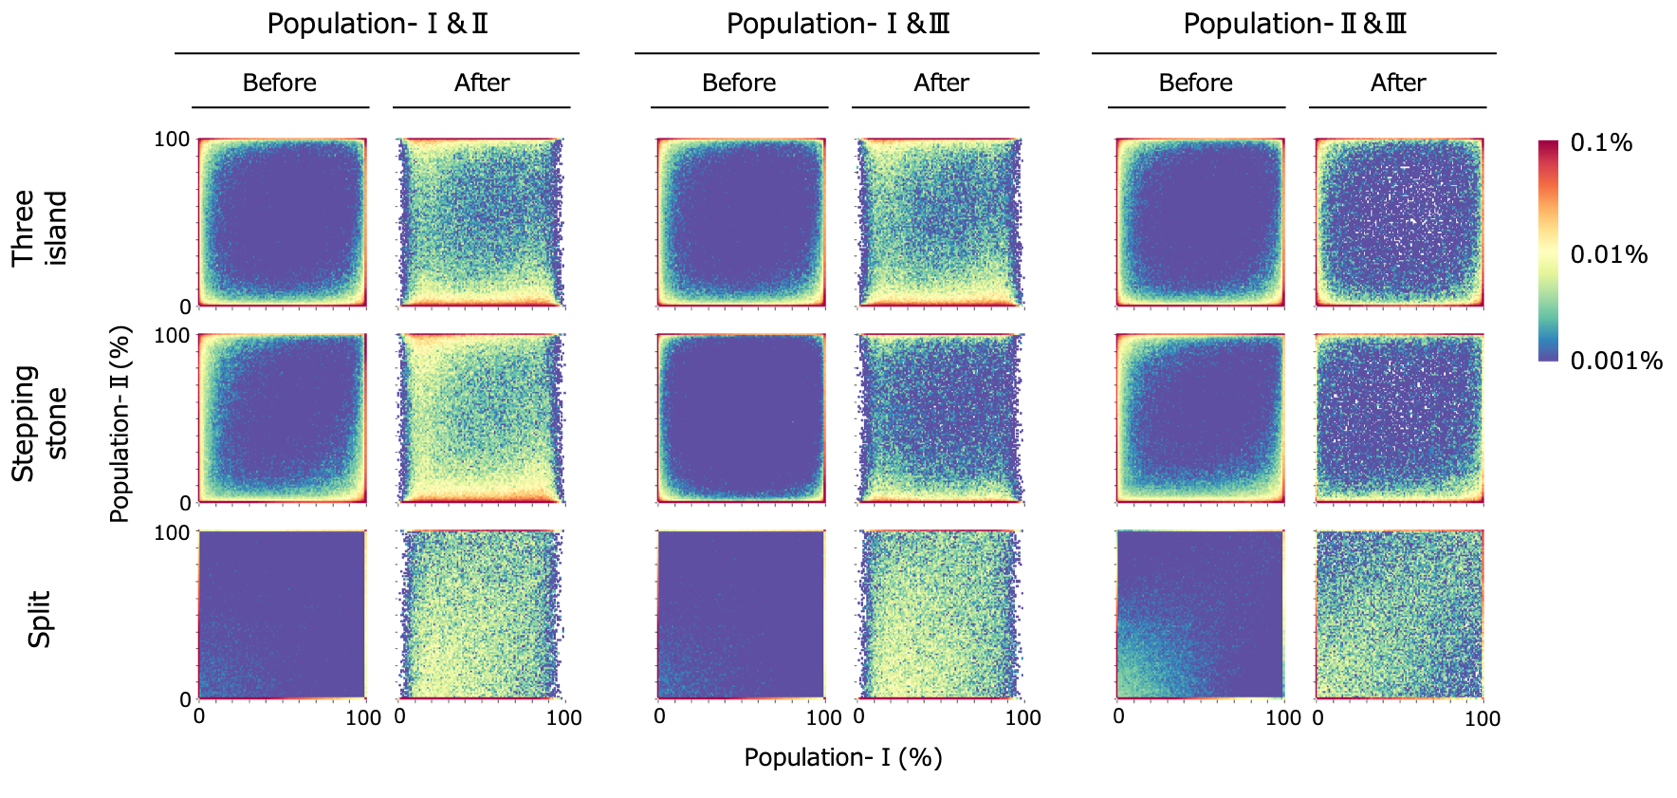 Population- Ⅰ & Ⅱ
Population- Ⅰ & Ⅲ
Population- Ⅱ & Ⅲ
Before
After
Before
After
Before
After
Three
island
100
0
0.1%
0.01%
0.001%
Stepping
stone
100
0
Population- Ⅱ (%)
Split
100
0
0
100
0
100
0
100
0
100
0
100
0
100
Population- Ⅰ (%)